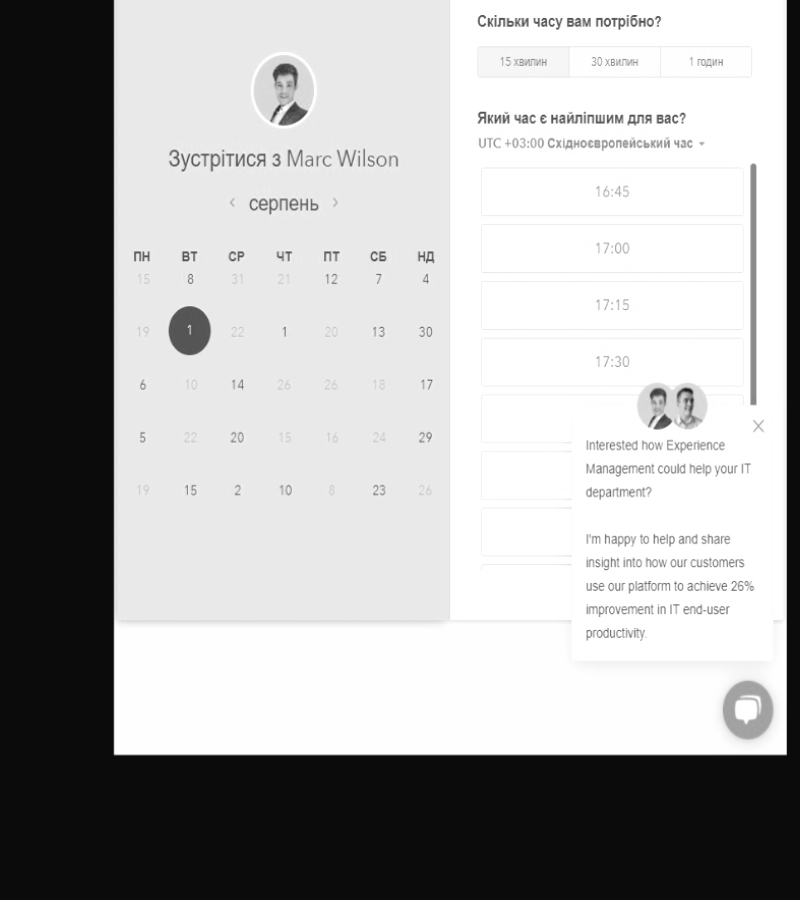 Зустрітися з Marc Wilson
серпень
ПН ВТ СР ЧТ ПТ СБ НД
15 8 31 21 12 7 4
19 1 22 1 20 13 30
6 10 14 26 26 18 17
5 22 20 15 16 24 29
19 15 2 10 8 23 26
Скільки часу вам потрібно?
15 хвилин 30 хвилин 1 годин
Який час є найліпшим для вас?
UTC +03:00 Східноєвропейський час
16:45
17:00
17:15
17:30
Interested how Experience
Management could help your IT
department?
I'm happy to help and share
insight into how our customers
use our platform to achieve 26%
improvement in IT end-user
productivity.